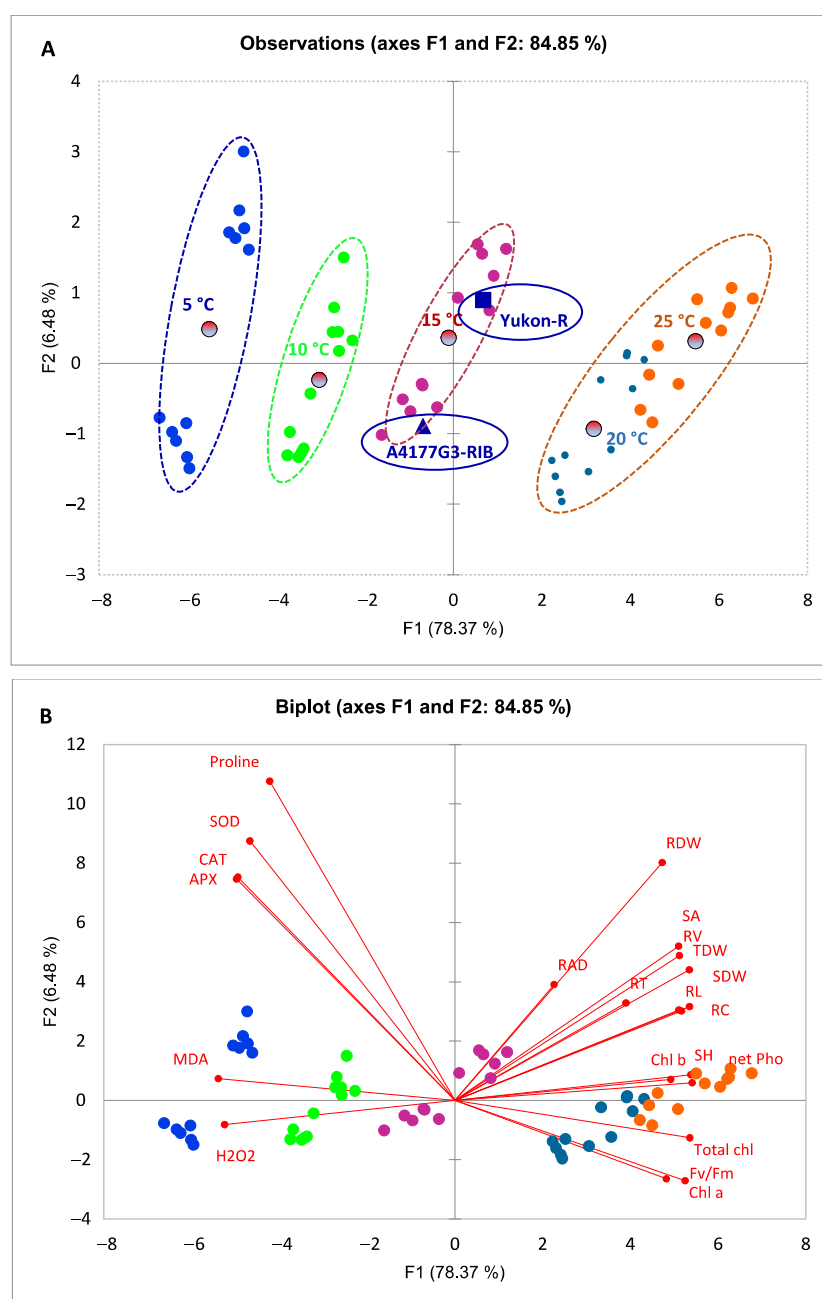 A
Observations (axes F1 and F2: 84.85 %)
4
3
2
1
0
−1
−2
−3
F2 (6.48 %)
5 °C
10 °C
15 °C
Yukon-R
25 °C
A4177G3-RIB
20 °C
−8 −6 −4 −2 0 2 4 6 8
F1 (78.37 %)
B
Biplot (axes F1 and F2: 84.85 %)
12
10
8
6
4
2
0
−2
−4
F2 (6.48 %)
Proline
SOD
CAT
APX
RDW
SA
RV
TDW
RAD
RT
SDW
RL
RC
MDA
Chl b
SH
net Pho
H2O2
Total chl
Fv/Fm
Chl a
−8 −6 −4 −2 0 2 4 6 8
F1 (78.37 %)